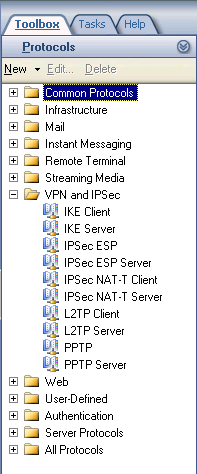 Toolbox Tasks Help
Protocols
New Edit... Delete
Common Protocols
Infrastructure
Mail
Instant Messaging
Remote Terminal
Streaming Media
VPN and IPSec
IKE Client
IKE Server
IPSec ESP
IPSec ESP Server
IPSec NAT-T Client
IPSec NAT-T Server
L2TP Client
L2TP Server
PPTP
PPTP Server
Web
User-Defined
Authentication
Server Protocols
All Protocols